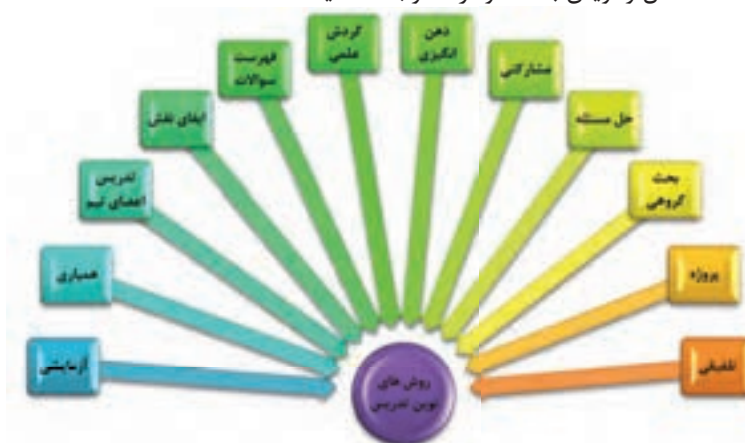 آزمایشی
همیاری
تدریس
اعضای تیم
ایفای نقش
فهرست
سوالات
گردش
علمی
ذهن
انگیزی
مشارکتی
حل مسئله
بحث
گروهی
پروژه
تلفیقی
روش های
نوین تدریس